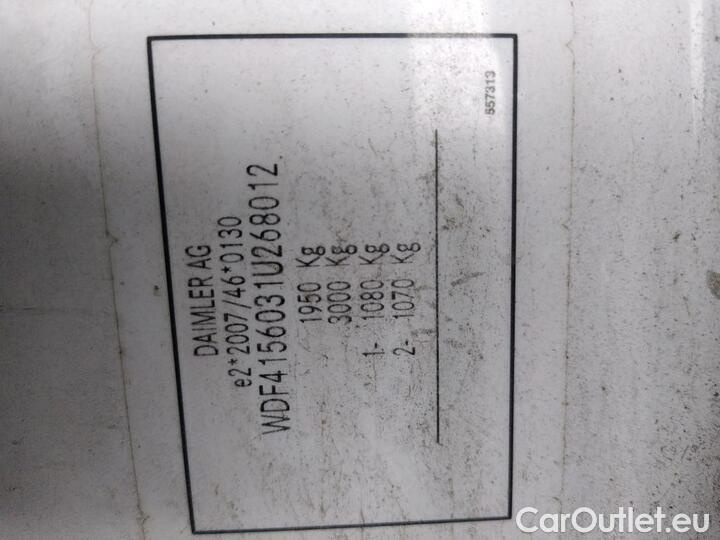 DAIMLER AG
e2*2007/46*0130
WDF4156031U268012
1950 Kg
3000 Kg
1- 1080 Kg
2- 1070 Kg
557313
CarOutlet.eu